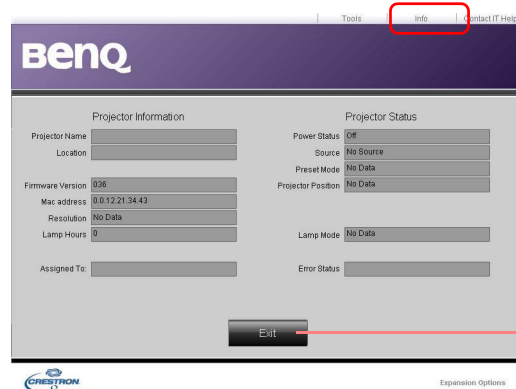 Tools Info Contact IT Help
BenQ
Projector Information Projector Status
Projector Name Power Status Off
Location Source No Source
Preset Mode No Data
Firmware Version 036 Projector Position No Data
Mac address 0.0.12.21.34.43
Resolution No Data
Lamp Hours 0 Lamp Mode No Data
Assigned To: Error Status
Exit
CRESTRON Expansion Options